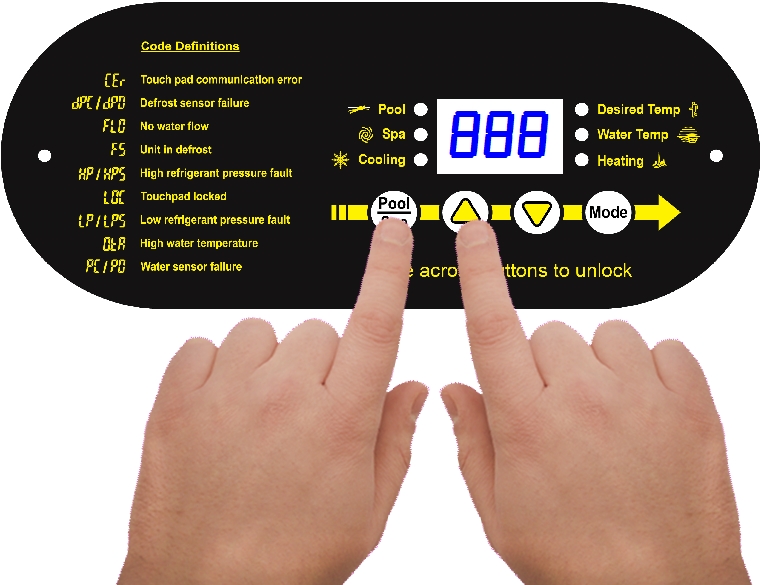 Code Definitions
CEr Touch pad communication error
dPC / dPO Defrost sensor failure
FLO No water flow
FS Unit in defrost
HP / HPS High refrigerant pressure fault
LOC Touchpad locked
LP / LPS Low refrigerant pressure fault
OtA High water temperature
PC / PO Water sensor failure
Pool
Spa
Cooling
888
Desired Temp
Water Temp
Heating
Pool
Mode
to unlock